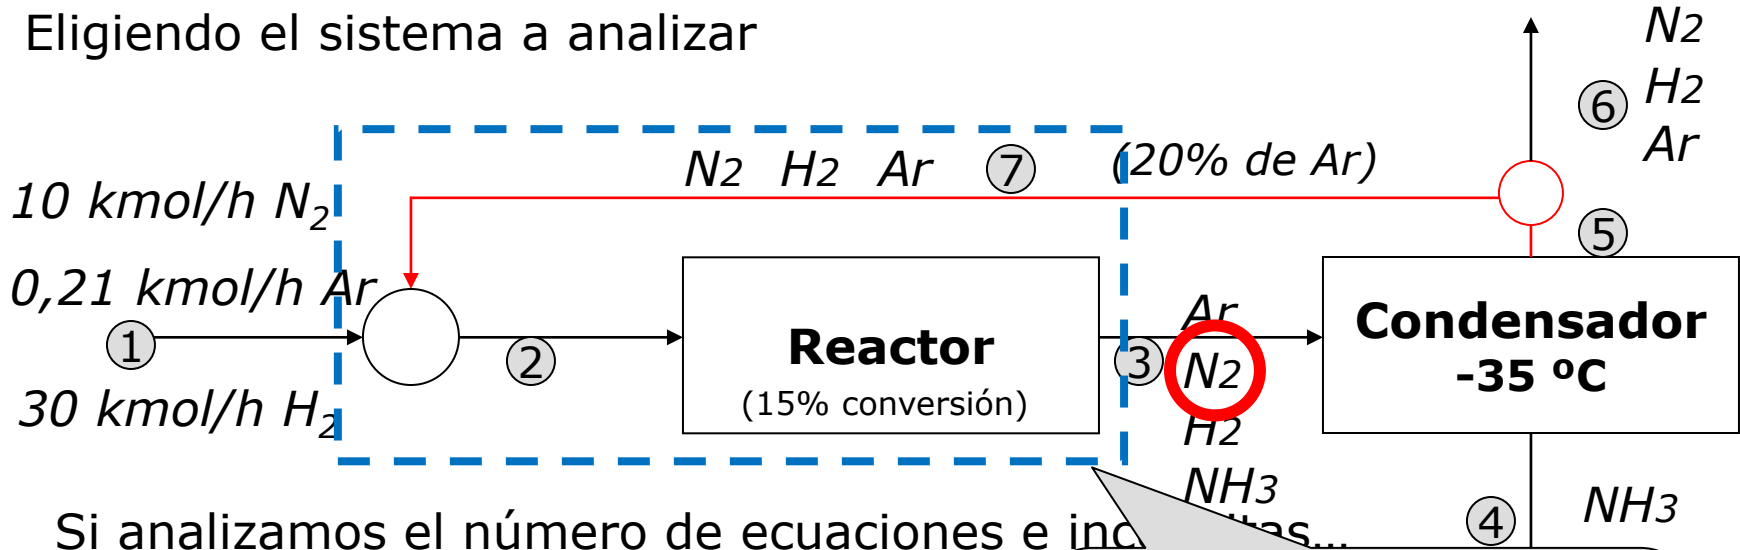 Eligiendo el sistema a analizar
N2
H2
Ar
6
N2 H2 Ar 7 (20% de Ar)
10 kmol/h N2
5
0,21 kmol/h Ar
1
2
Reactor
(15% conversión)
3
Ar
N2
H2
NH3
Condensador
-35 ºC
30 kmol/h H2
4
NH3
Si analizamos el número de ecuaciones e